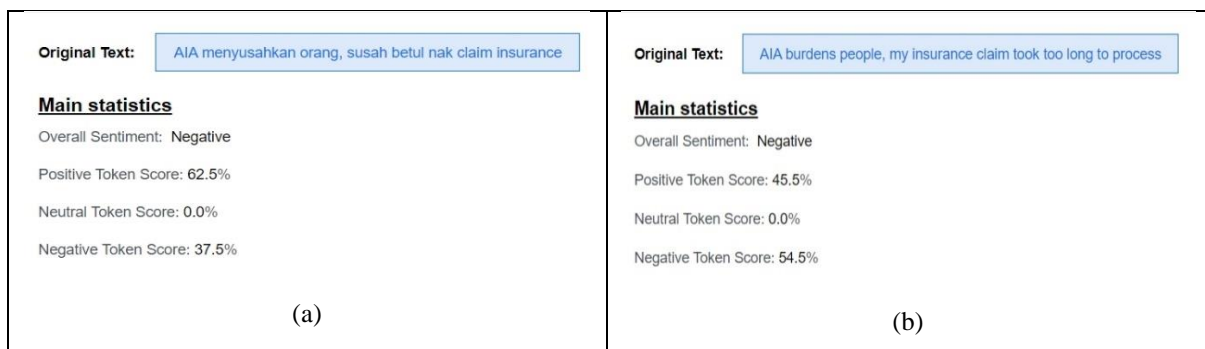 Original Text: AIA menyusahkan orang, susah betul nak claim insurance
Main statistics
Overall Sentiment: Negative
Positive Token Score: 62.5%
Neutral Token Score: 0.0%
Negative Token Score: 37.5%
(a)
Original Text: AIA burdens people, my insurance claim took too long to process
Main statistics
Overall Sentiment: Negative
Positive Token Score: 45.5%
Neutral Token Score: 0.0%
Negative Token Score: 54.5%
(b)